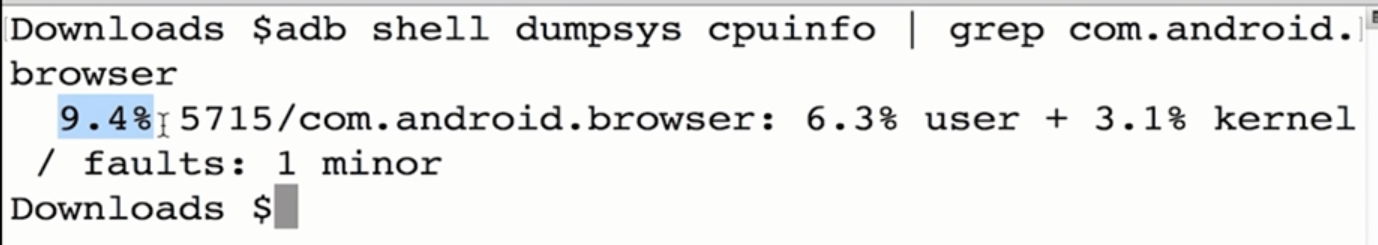 Downloads $adb shell dumpsys cpuinfo | grep com.android.
browser
9.4% 5715/com.android.browser: 6.3% user + 3.1% kernel
/ faults: 1 minor
Downloads $